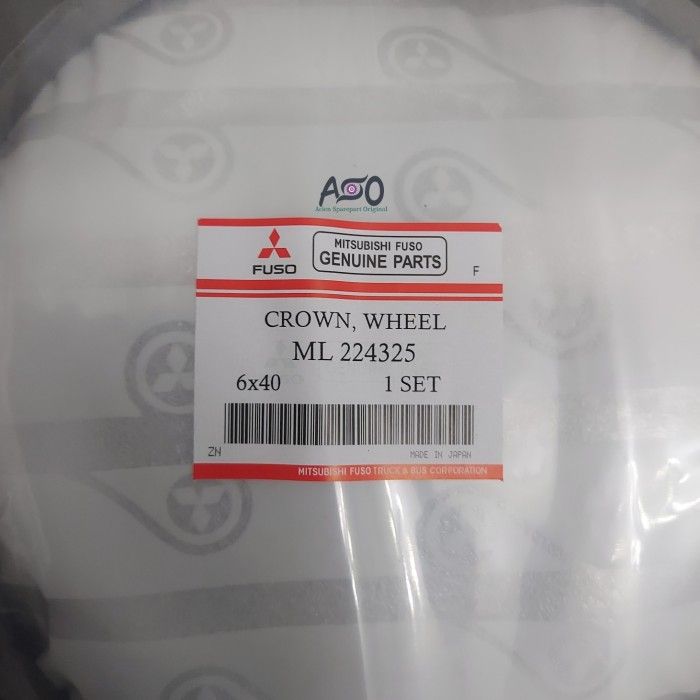 ASO
Acien Sparepart Original
FUSO
MITSUBISHI FUSO
GENUINE PARTS
F
CROWN, WHEEL
ML 224325
6x40 1 SET
ZN MADE IN JAPAN
MITSUBISHI FUSO TRUCK & BUS CORPORATION